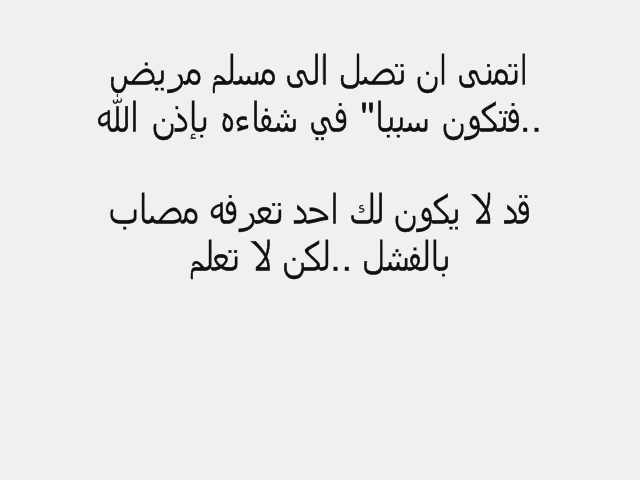 اتمنى ان تصل الى مسلم مريض
..فتكون سببا" في شفاءه بإذن الله
قد لا يكون لك احد تعرفه مصاب
بالفشل ..لكن لا تعلم